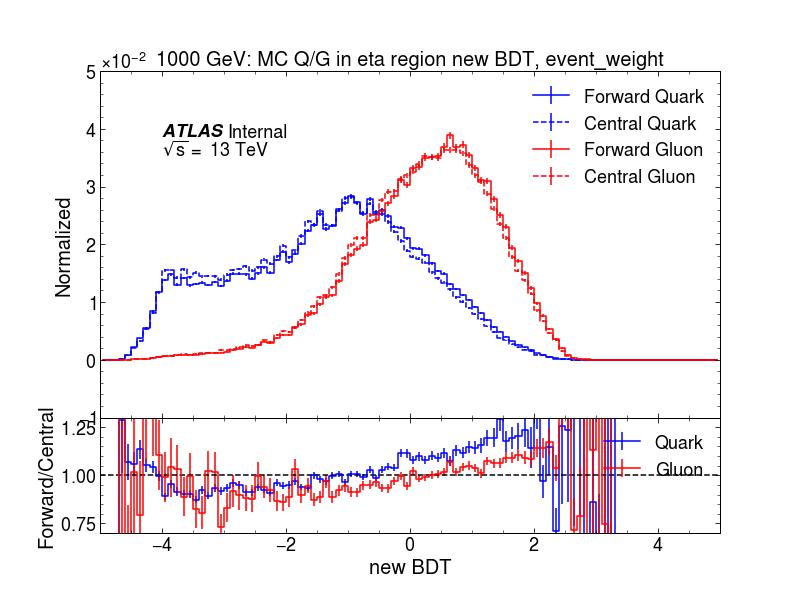 ×10⁻² 1000 GeV: MC Q/G in eta region new BDT, event_weight
5
4
3
2
1
0
−1
Normalized
ATLAS Internal
√s = 13 TeV
Forward Quark
Central Quark
Forward Gluon
Central Gluon
1.25
1.00
0.75
Forward/Central
Quark
Gluon
−4 −2 0 2 4
new BDT